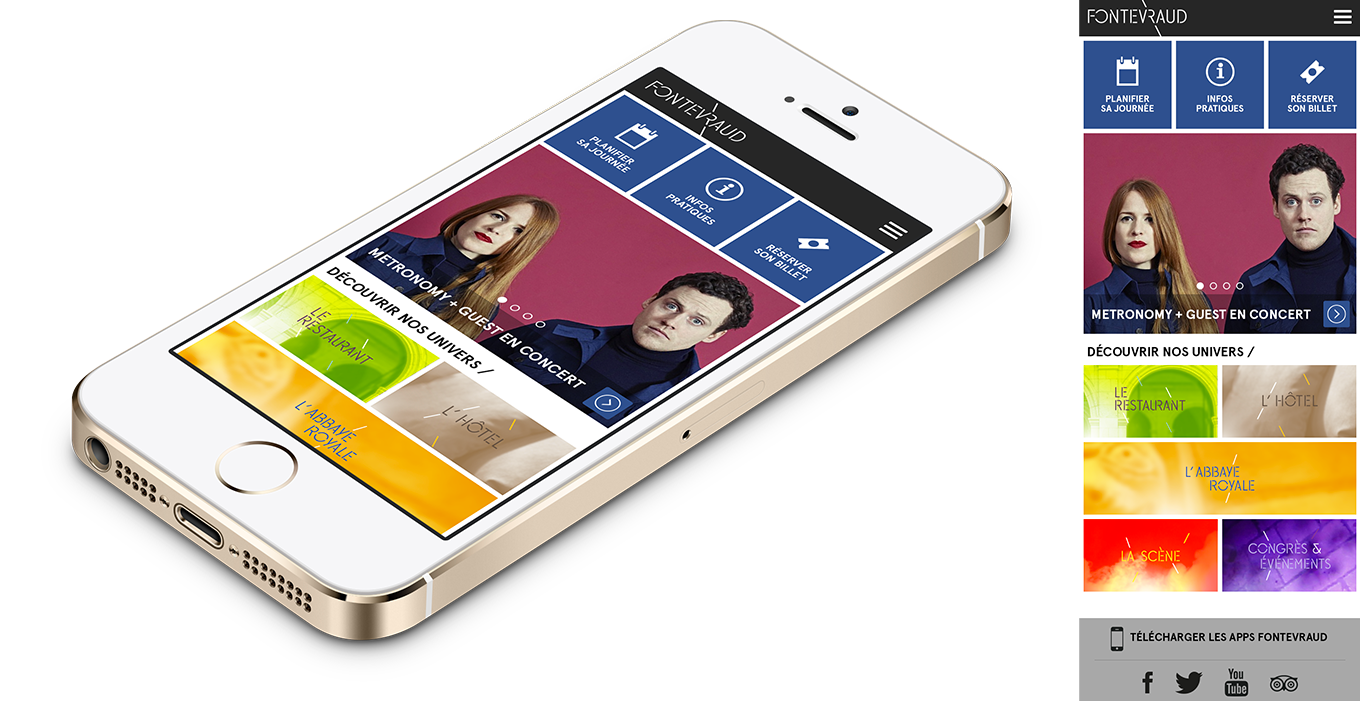 FONTEVRAUD
PLANIFIER
SA JOURNÉE
INFOS
PRATIQUES
RÉSERVER
SON BILLET
METRONOMY + GUEST EN CONCERT
DÉCOUVRIR NOS UNIVERS /
LE
RESTAURANT
L' HÔTEL
L' ABBAYE
ROYALE
FONTEVRAUD
PLANIFIER
SA JOURNÉE
INFOS
PRATIQUES
RÉSERVER
SON BILLET
METRONOMY + GUEST EN CONCERT
DÉCOUVRIR NOS UNIVERS /
LE
RESTAURANT
L' HÔTEL
L' ABBAYE
ROYALE
LA SCÈNE
CONGRÈS &
ÉVÉNEMENTS
TÉLÉCHARGER LES APPS FONTEVRAUD
You
Tube